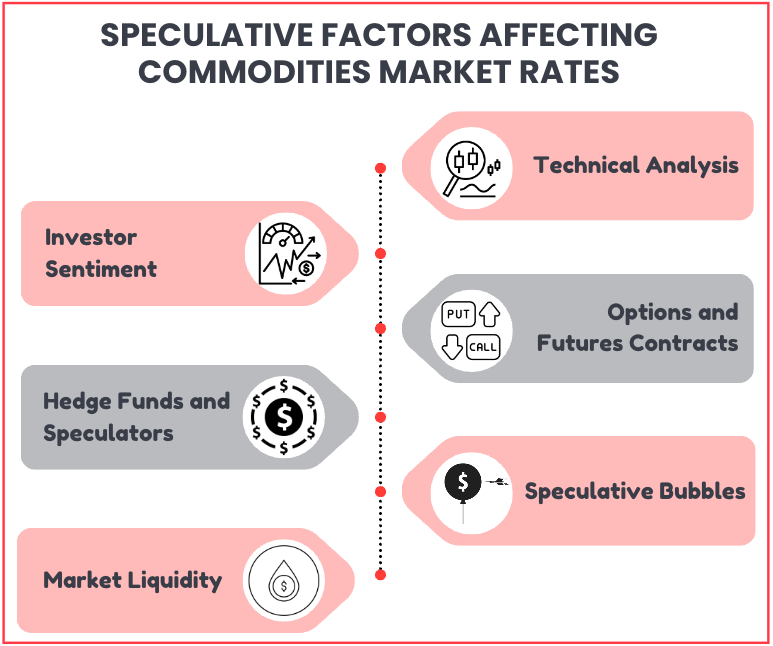 SPECULATIVE FACTORS AFFECTING
COMMODITIES MARKET RATES
Technical Analysis
Investor
Sentiment
$
PUT
CALL
Options and
Futures Contracts
Hedge Funds and
Speculators
$
$
$
$
$
$
$
$
Speculative Bubbles
Market Liquidity
$